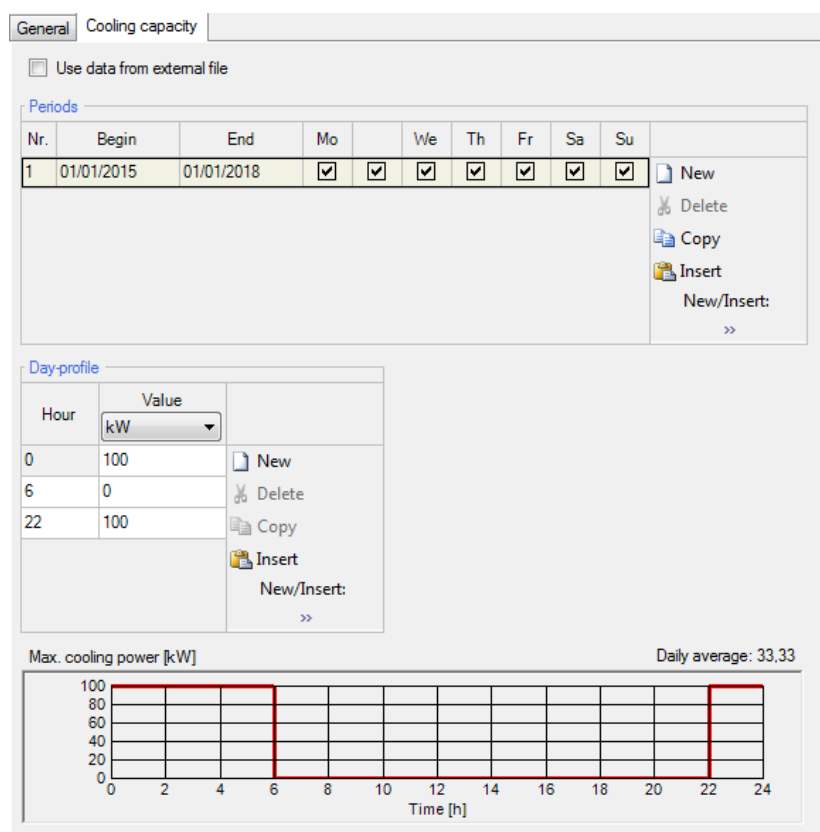 General Cooling capacity
Use data from external file
Periods
Nr. Begin End Mo We Th Fr Sa Su
1 01/01/2015 01/01/2018
New
Delete
Copy
Insert
New/Insert:
>>
Day-profile
Hour Value
kW
0 100 New
6 0 Delete
22 100 Copy
Insert
New/Insert:
>>
Max. cooling power [kW] Daily average: 33,33
100
80
60
40
20
0
0 2 4 6 8 10 12 14 16 18 20 22 24
Time [h]